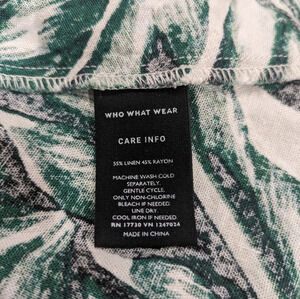 WHO WHAT WEAR
CARE INFO
55% LINEN 45% RAYON
MACHINE WASH COLD
SEPARATELY,
GENTLE CYCLE,
ONLY NON-CHLORINE
BLEACH IF NEEDED.
LINE DRY.
COOL IRON IF NEEDED.
RN 17730 VN 1247024
MADE IN CHINA